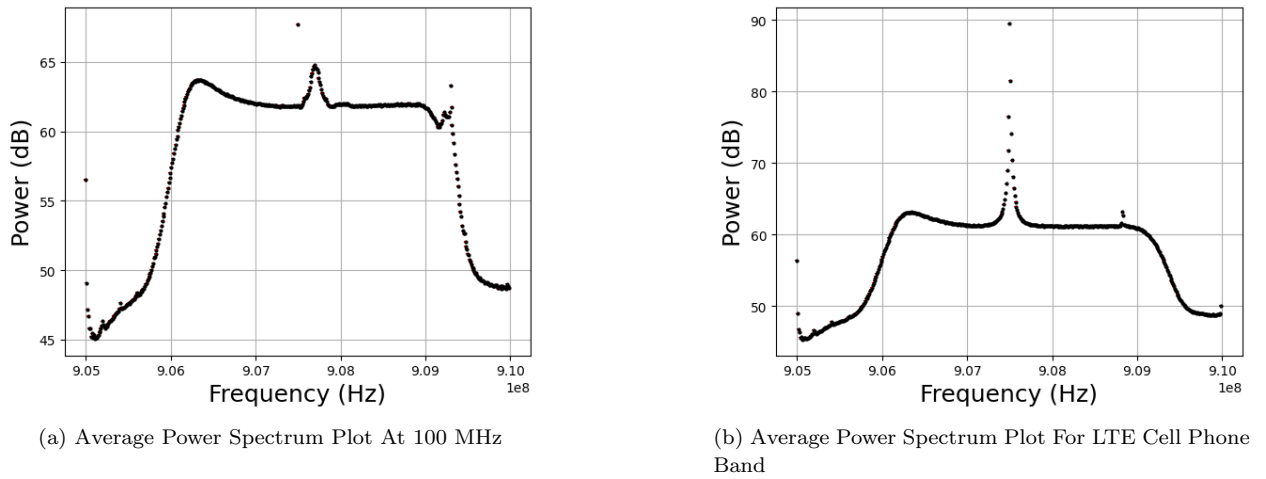 65
60
55
50
45
Power (dB)
9.05 9.06 9.07 9.08 9.09 9.10
1e8
Frequency (Hz)
(a) Average Power Spectrum Plot At 100 MHz
90
80
70
60
50
Power (dB)
9.05 9.06 9.07 9.08 9.09 9.10
1e8
Frequency (Hz)
(b) Average Power Spectrum Plot For LTE Cell Phone
Band